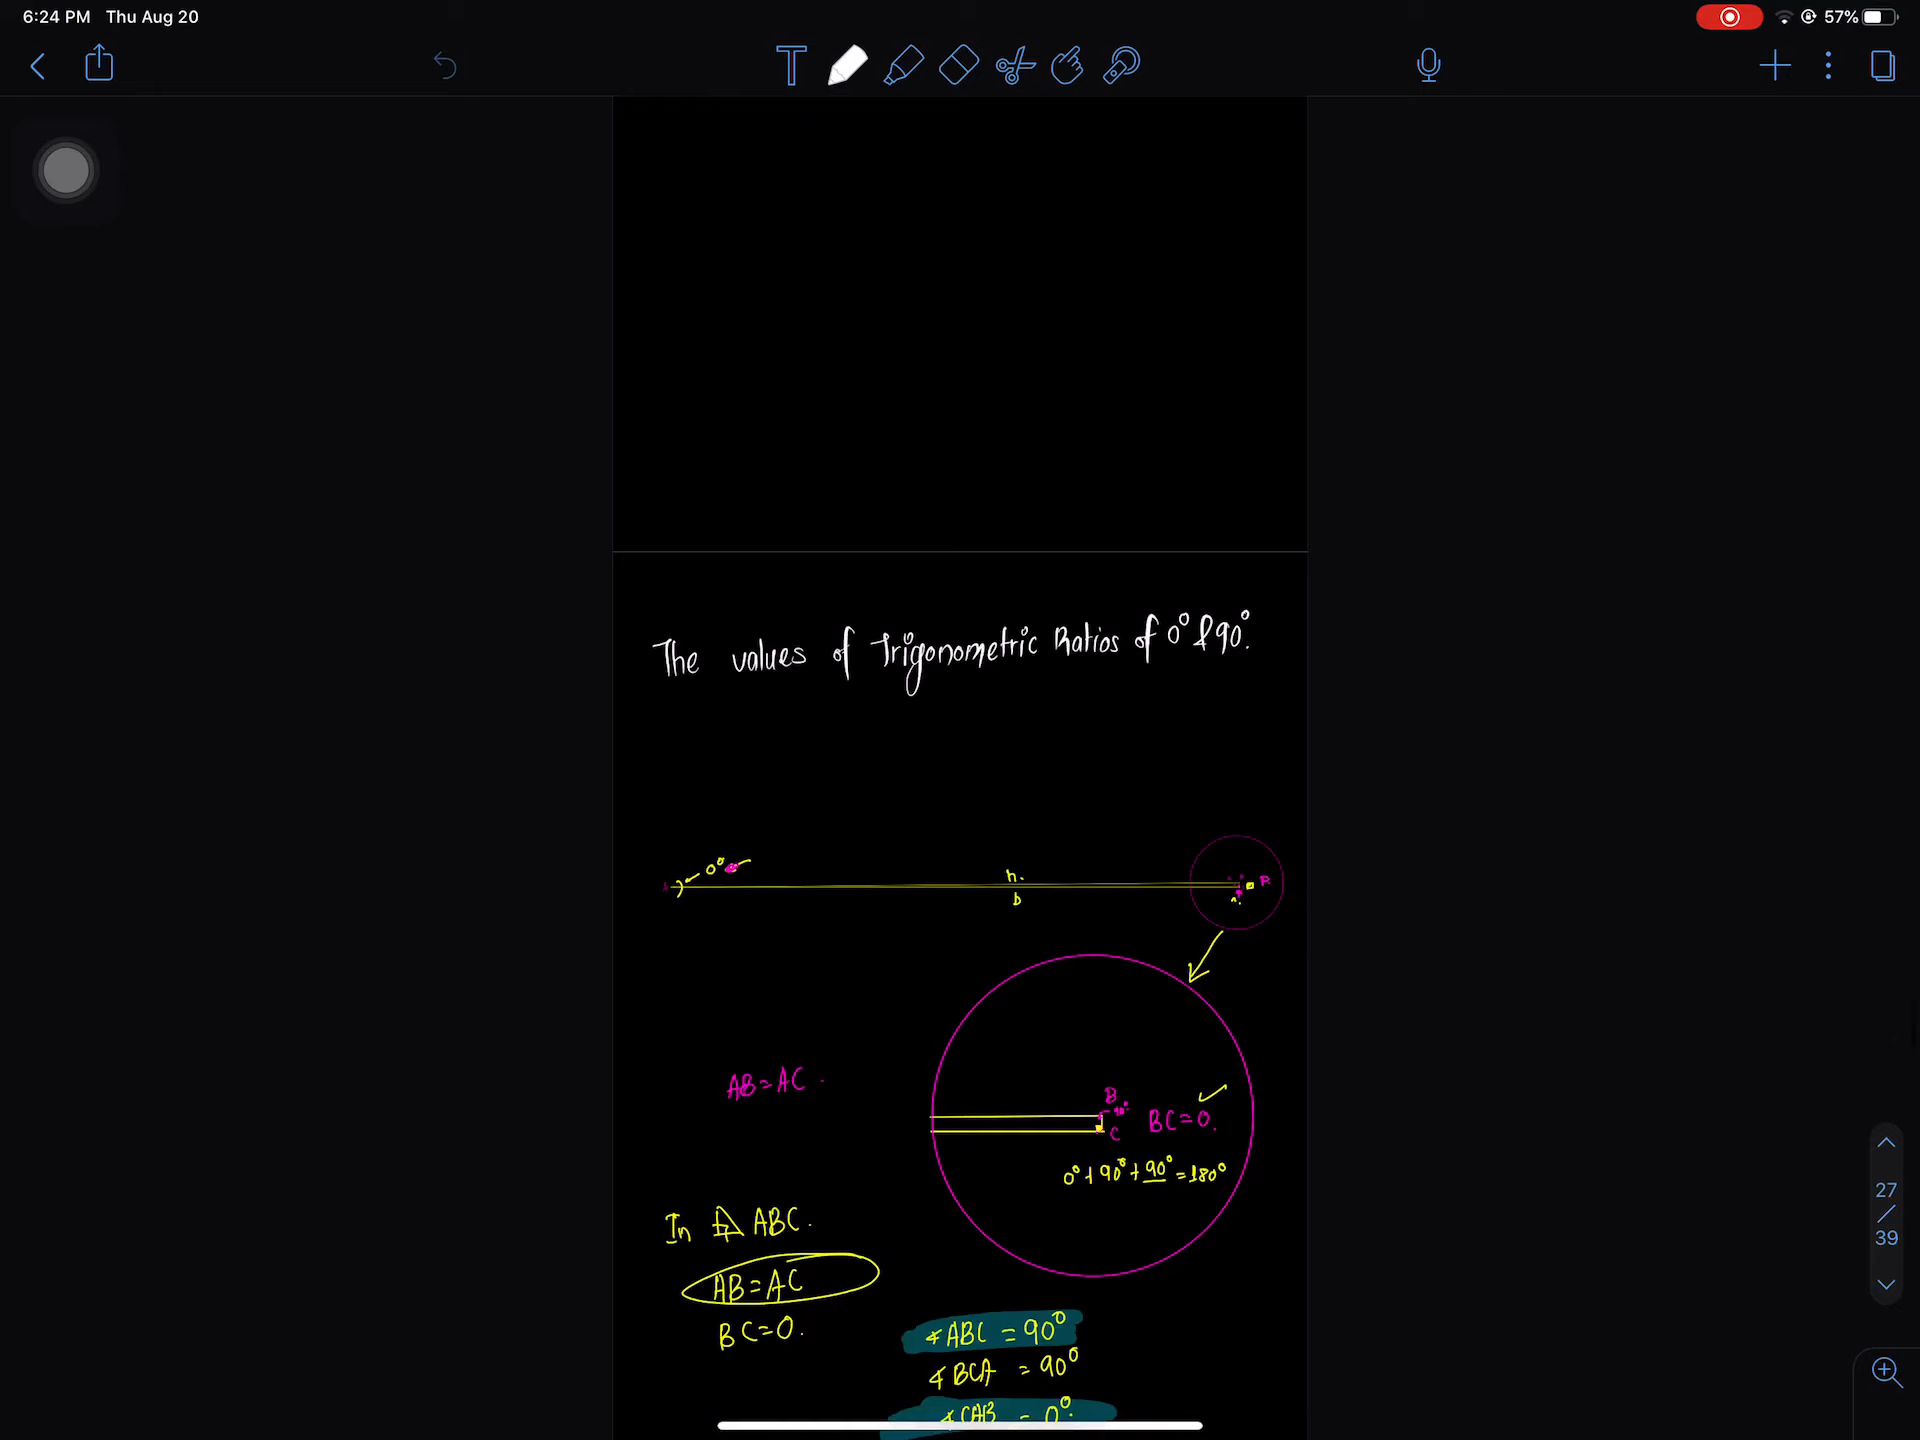 6:24 PM Thu Aug 20
57%
The values of Trigonometric Ratios of 0° & 90°.
0°
h.
b
A
B
AB = AC
B
90°
C
BC = 0.
0° + 90° + 90° = 180°
In ABC.
AB = AC
BC = 0.
∢ABC = 90°
∢BCA = 90°
∢CAB = 0°.
27
/
39